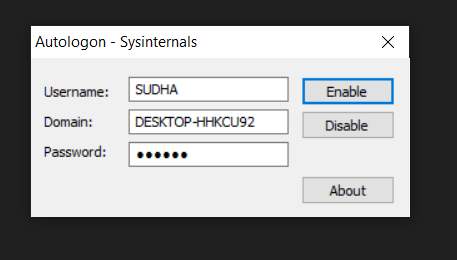 Autologon - Sysinternals
Username: SUDHA Enable
Domain: DESKTOP-HHKCU92 Disable
Password: ●●●●●●
About